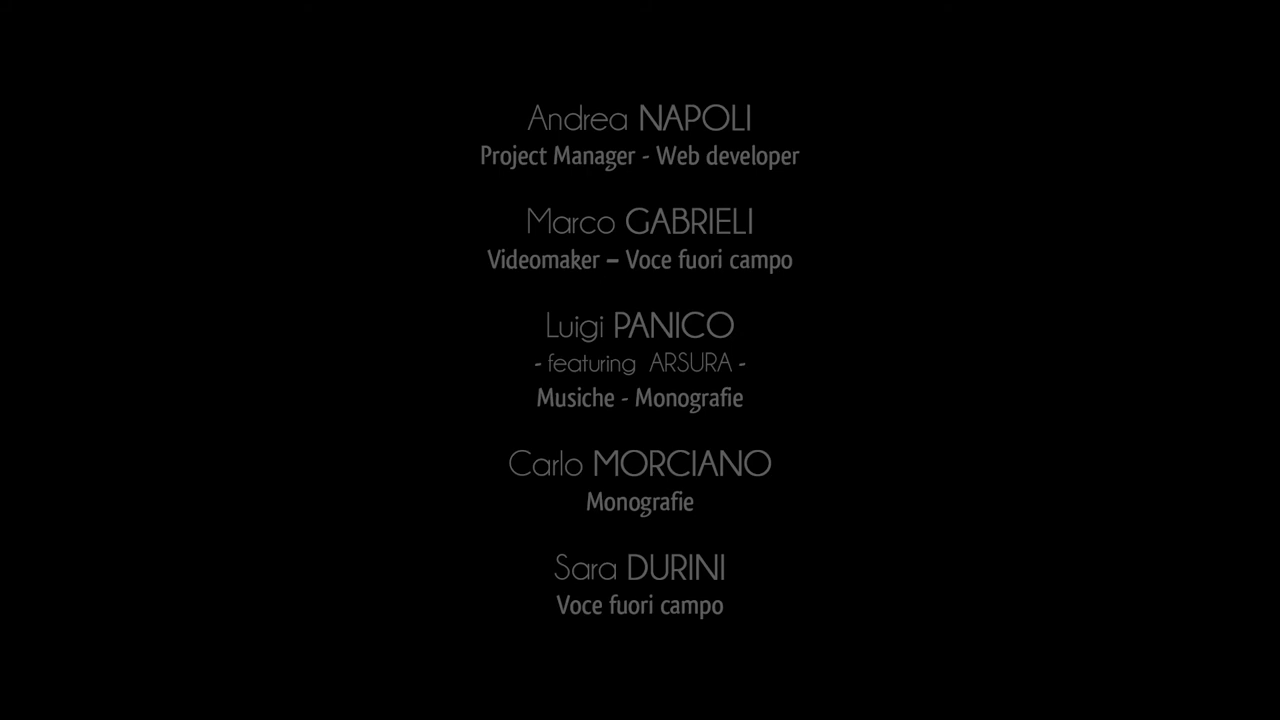 Andrea NAPOLI
Project Manager - Web developer
Marco GABRIELI
Videomaker – Voce fuori campo
Luigi PANICO
- featuring ARSURA -
Musiche - Monografie
Carlo MORCIANO
Monografie
Sara DURINI
Voce fuori campo